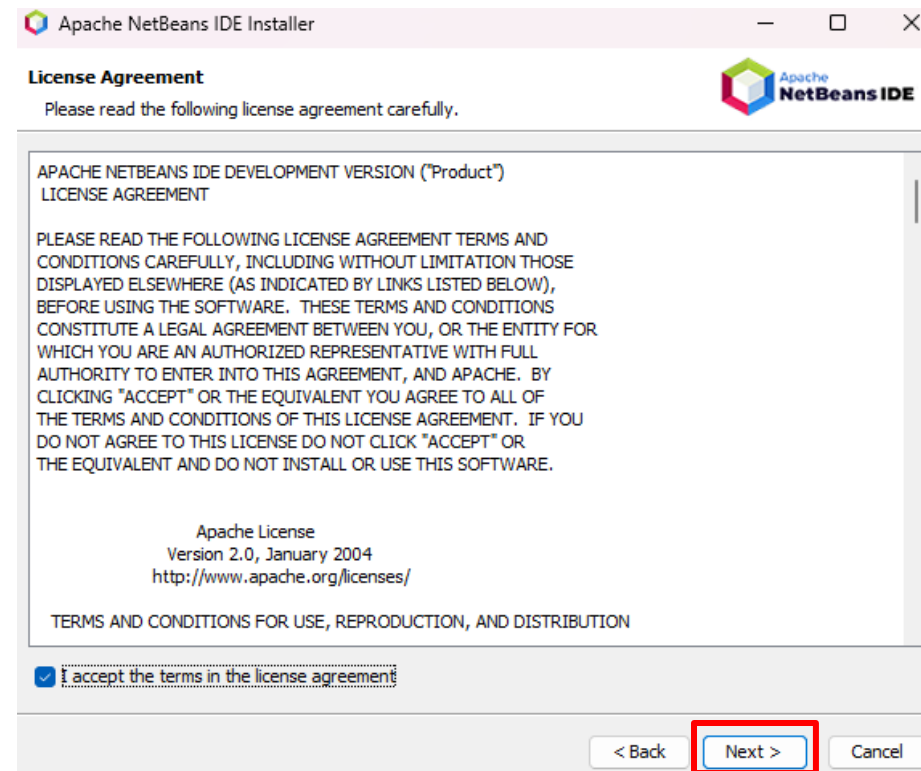 Apache NetBeans IDE Installer
License Agreement
Please read the following license agreement carefully.
Apache
NetBeans IDE
APACHE NETBEANS IDE DEVELOPMENT VERSION ("Product")
LICENSE AGREEMENT
PLEASE READ THE FOLLOWING LICENSE AGREEMENT TERMS AND
CONDITIONS CAREFULLY, INCLUDING WITHOUT LIMITATION THOSE
DISPLAYED ELSEWHERE (AS INDICATED BY LINKS LISTED BELOW),
BEFORE USING THE SOFTWARE.  THESE TERMS AND CONDITIONS
CONSTITUTE A LEGAL AGREEMENT BETWEEN YOU, OR THE ENTITY FOR
WHICH YOU ARE AN AUTHORIZED REPRESENTATIVE WITH FULL
AUTHORITY TO ENTER INTO THIS AGREEMENT, AND APACHE.  BY
CLICKING "ACCEPT" OR THE EQUIVALENT YOU AGREE TO ALL OF
THE TERMS AND CONDITIONS OF THIS LICENSE AGREEMENT.  IF YOU
DO NOT AGREE TO THIS LICENSE DO NOT CLICK "ACCEPT" OR
THE EQUIVALENT AND DO NOT INSTALL OR USE THIS SOFTWARE.
Apache License
Version 2.0, January 2004
http://www.apache.org/licenses/
TERMS AND CONDITIONS FOR USE, REPRODUCTION, AND DISTRIBUTION
I accept the terms in the license agreement
< Back
Next >
Cancel